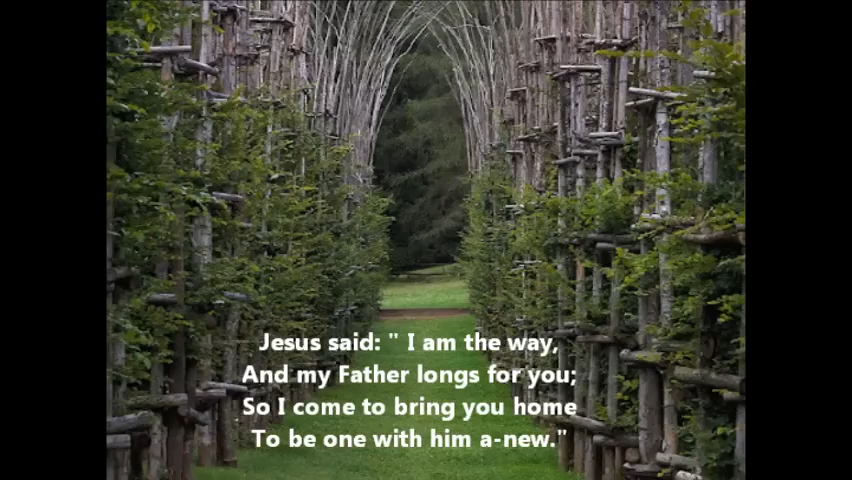 Jesus said: " I am the way,
And my Father longs for you;
So I come to bring you home
To be one with him a-new."